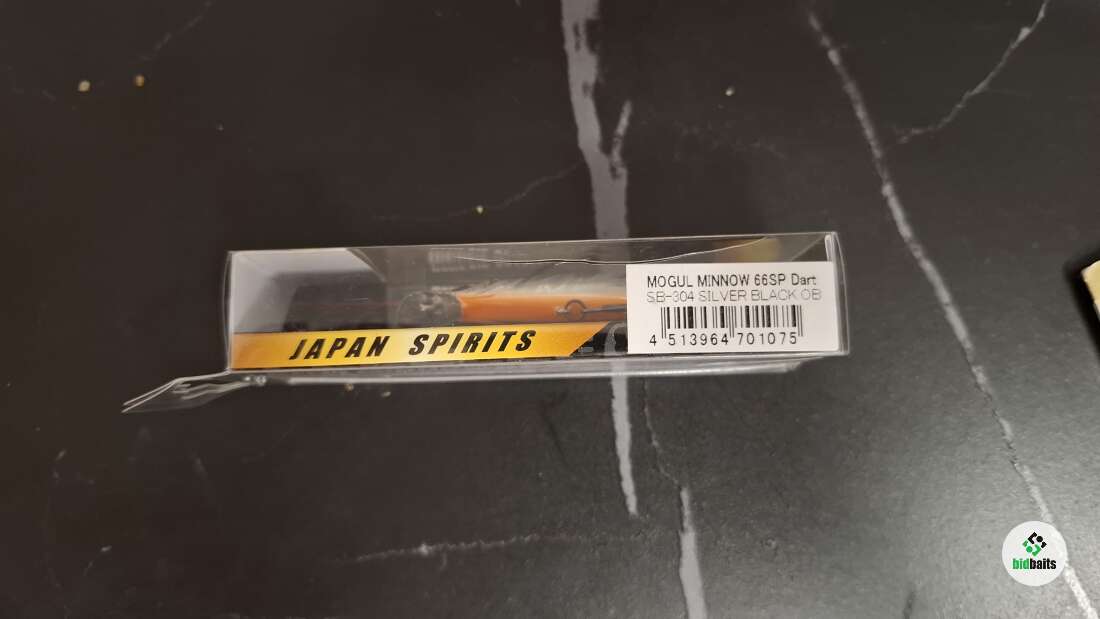 MOGUL MINNOW 66SP Dart
SB-304 SILVER BLACK OB
4 513964 701075
JAPAN SPIRITS
bidbaits